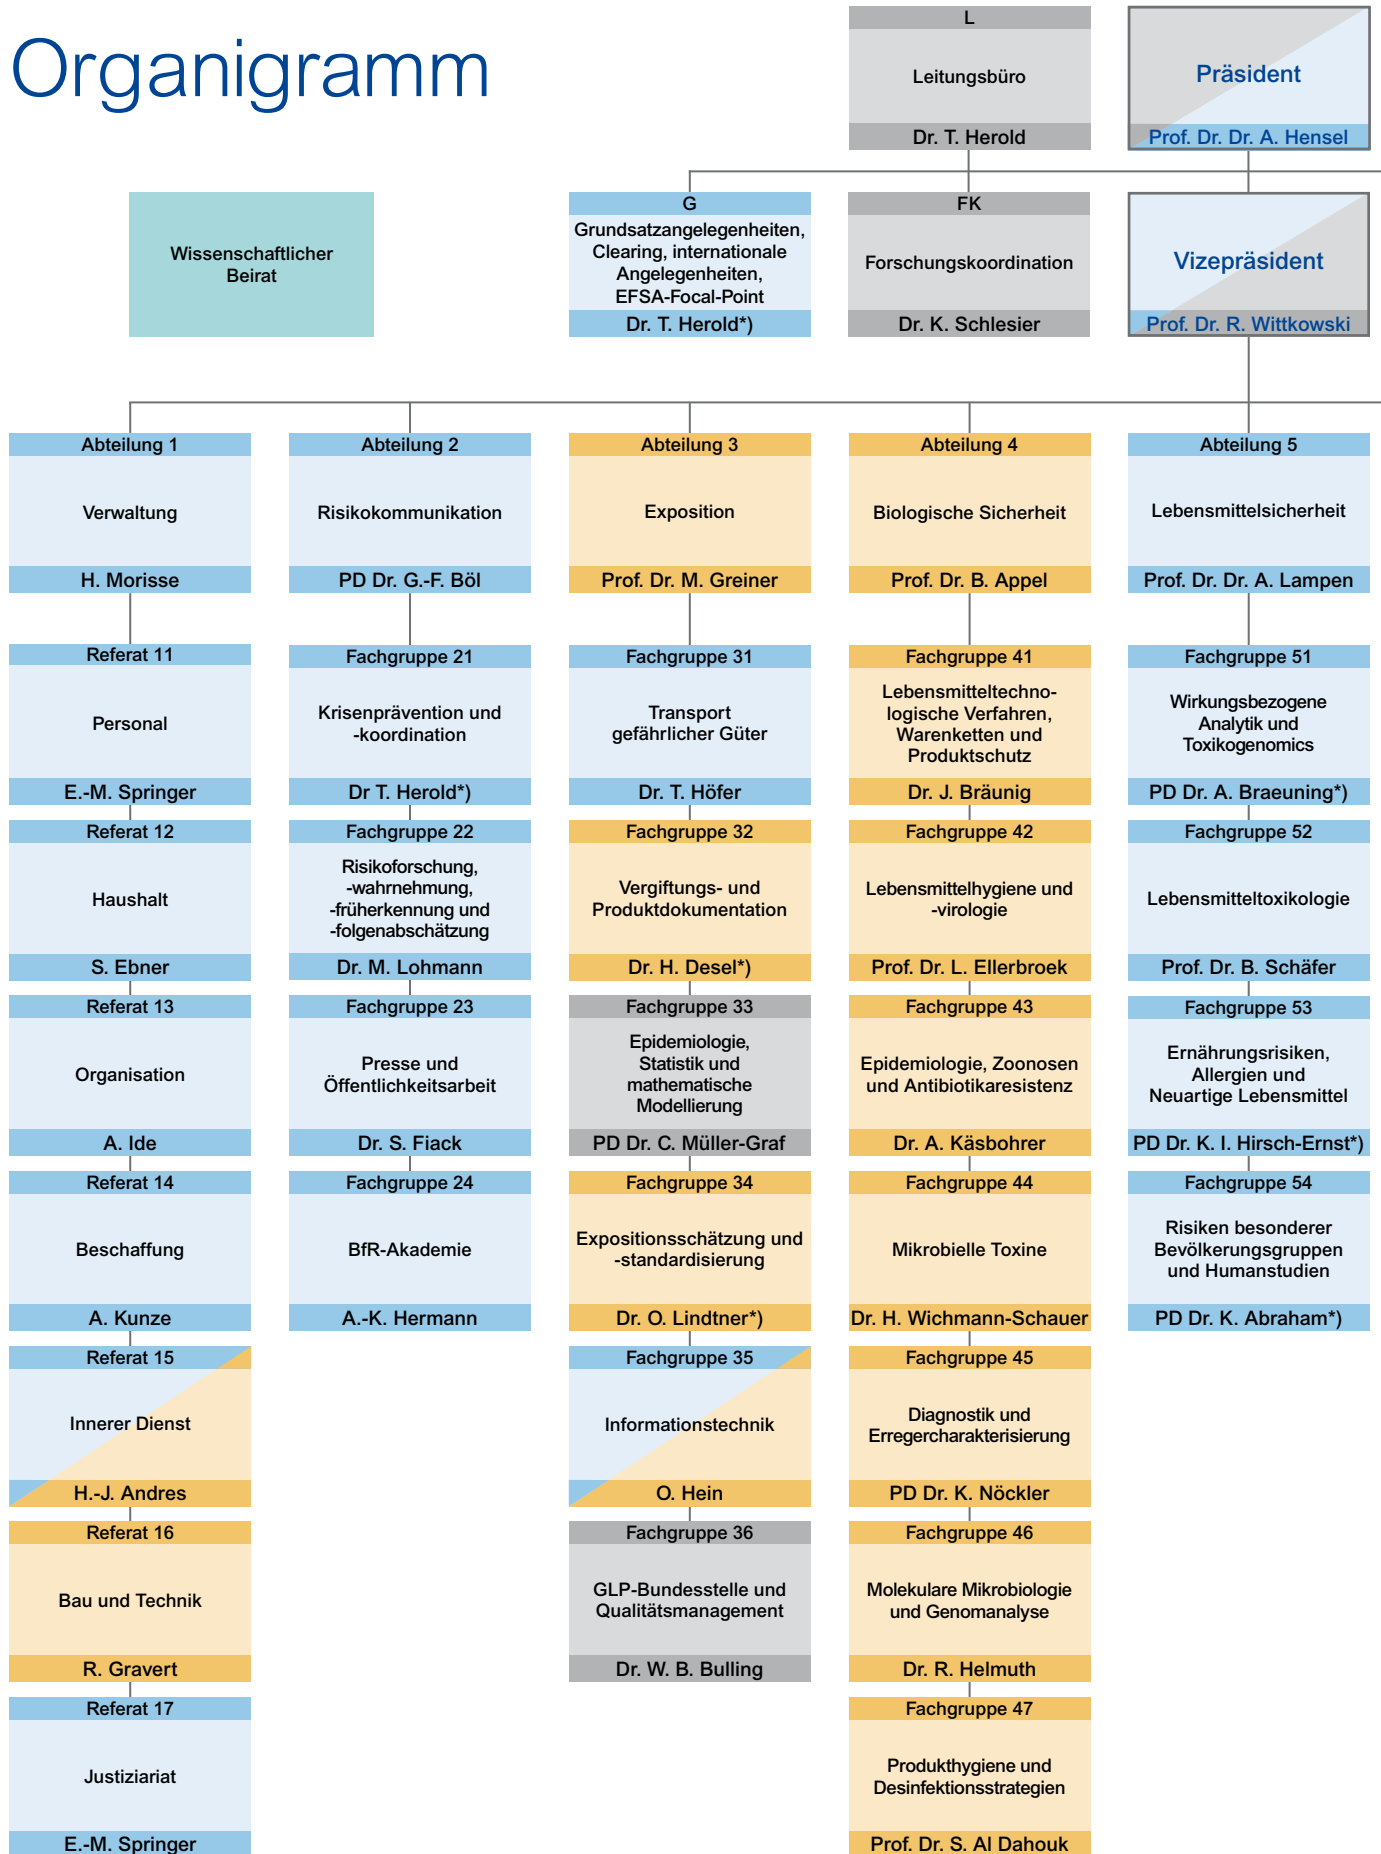 Organigramm
L
Leitungsbüro
Dr. T. Herold
Präsident
Prof. Dr. Dr. A. Hensel
Wissenschaftlicher
Beirat
G
Grundsatzangelegenheiten,
Clearing, internationale
Angelegenheiten,
EFSA-Focal-Point
Dr. T. Herold*)
FK
Forschungskoordination
Dr. K. Schlesier
Vizepräsident
Prof. Dr. R. Wittkowski
Abteilung 1
Verwaltung
H. Morisse
Referat 11
Personal
E.-M. Springer
Referat 12
Haushalt
S. Ebner
Referat 13
Organisation
A. Ide
Referat 14
Beschaffung
A. Kunze
Referat 15
Innerer Dienst
H.-J. Andres
Referat 16
Bau und Technik
R. Gravert
Referat 17
Justiziariat
E.-M. Springer
Abteilung 2
Risikokommunikation
PD Dr. G.-F. Böl
Fachgruppe 21
Krisenprävention und
-koordination
Dr T. Herold*)
Fachgruppe 22
Risikoforschung,
-wahrnehmung,
-früherkennung und
-folgenabschätzung
Dr. M. Lohmann
Fachgruppe 23
Presse und
Öffentlichkeitsarbeit
Dr. S. Fiack
Fachgruppe 24
BfR-Akademie
A.-K. Hermann
Abteilung 3
Exposition
Prof. Dr. M. Greiner
Fachgruppe 31
Transport
gefährlicher Güter
Dr. T. Höfer
Fachgruppe 32
Vergiftungs- und
Produktdokumentation
Dr. H. Desel*)
Fachgruppe 33
Epidemiologie,
Statistik und
mathematische
Modellierung
PD Dr. C. Müller-Graf
Fachgruppe 34
Expositionsschätzung und
-standardisierung
Dr. O. Lindtner*)
Fachgruppe 35
Informationstechnik
O. Hein
Fachgruppe 36
GLP-Bundesstelle und
Qualitätsmanagement
Dr. W. B. Bulling
Abteilung 4
Biologische Sicherheit
Prof. Dr. B. Appel
Fachgruppe 41
Lebensmitteltechno-
logische Verfahren,
Warenketten und
Produktschutz
Dr. J. Bräunig
Fachgruppe 42
Lebensmittelhygiene und
-virologie
Prof. Dr. L. Ellerbroek
Fachgruppe 43
Epidemiologie, Zoonosen
und Antibiotikaresistenz
Dr. A. Käsbohrer
Fachgruppe 44
Mikrobielle Toxine
Dr. H. Wichmann-Schauer
Fachgruppe 45
Diagnostik und
Erregercharakterisierung
PD Dr. K. Nöckler
Fachgruppe 46
Molekulare Mikrobiologie
und Genomanalyse
Dr. R. Helmuth
Fachgruppe 47
Produkthygiene und
Desinfektionsstrategien
Prof. Dr. S. Al Dahouk
Abteilung 5
Lebensmittelsicherheit
Prof. Dr. Dr. A. Lampen
Fachgruppe 51
Wirkungsbezogene
Analytik und
Toxikogenomics
PD Dr. A. Braeuning*)
Fachgruppe 52
Lebensmitteltoxikologie
Prof. Dr. B. Schäfer
Fachgruppe 53
Ernährungsrisiken,
Allergien und
Neuartige Lebensmittel
PD Dr. K. I. Hirsch-Ernst*)
Fachgruppe 54
Risiken besonderer
Bevölkerungsgruppen
und Humanstudien
PD Dr. K. Abraham*)